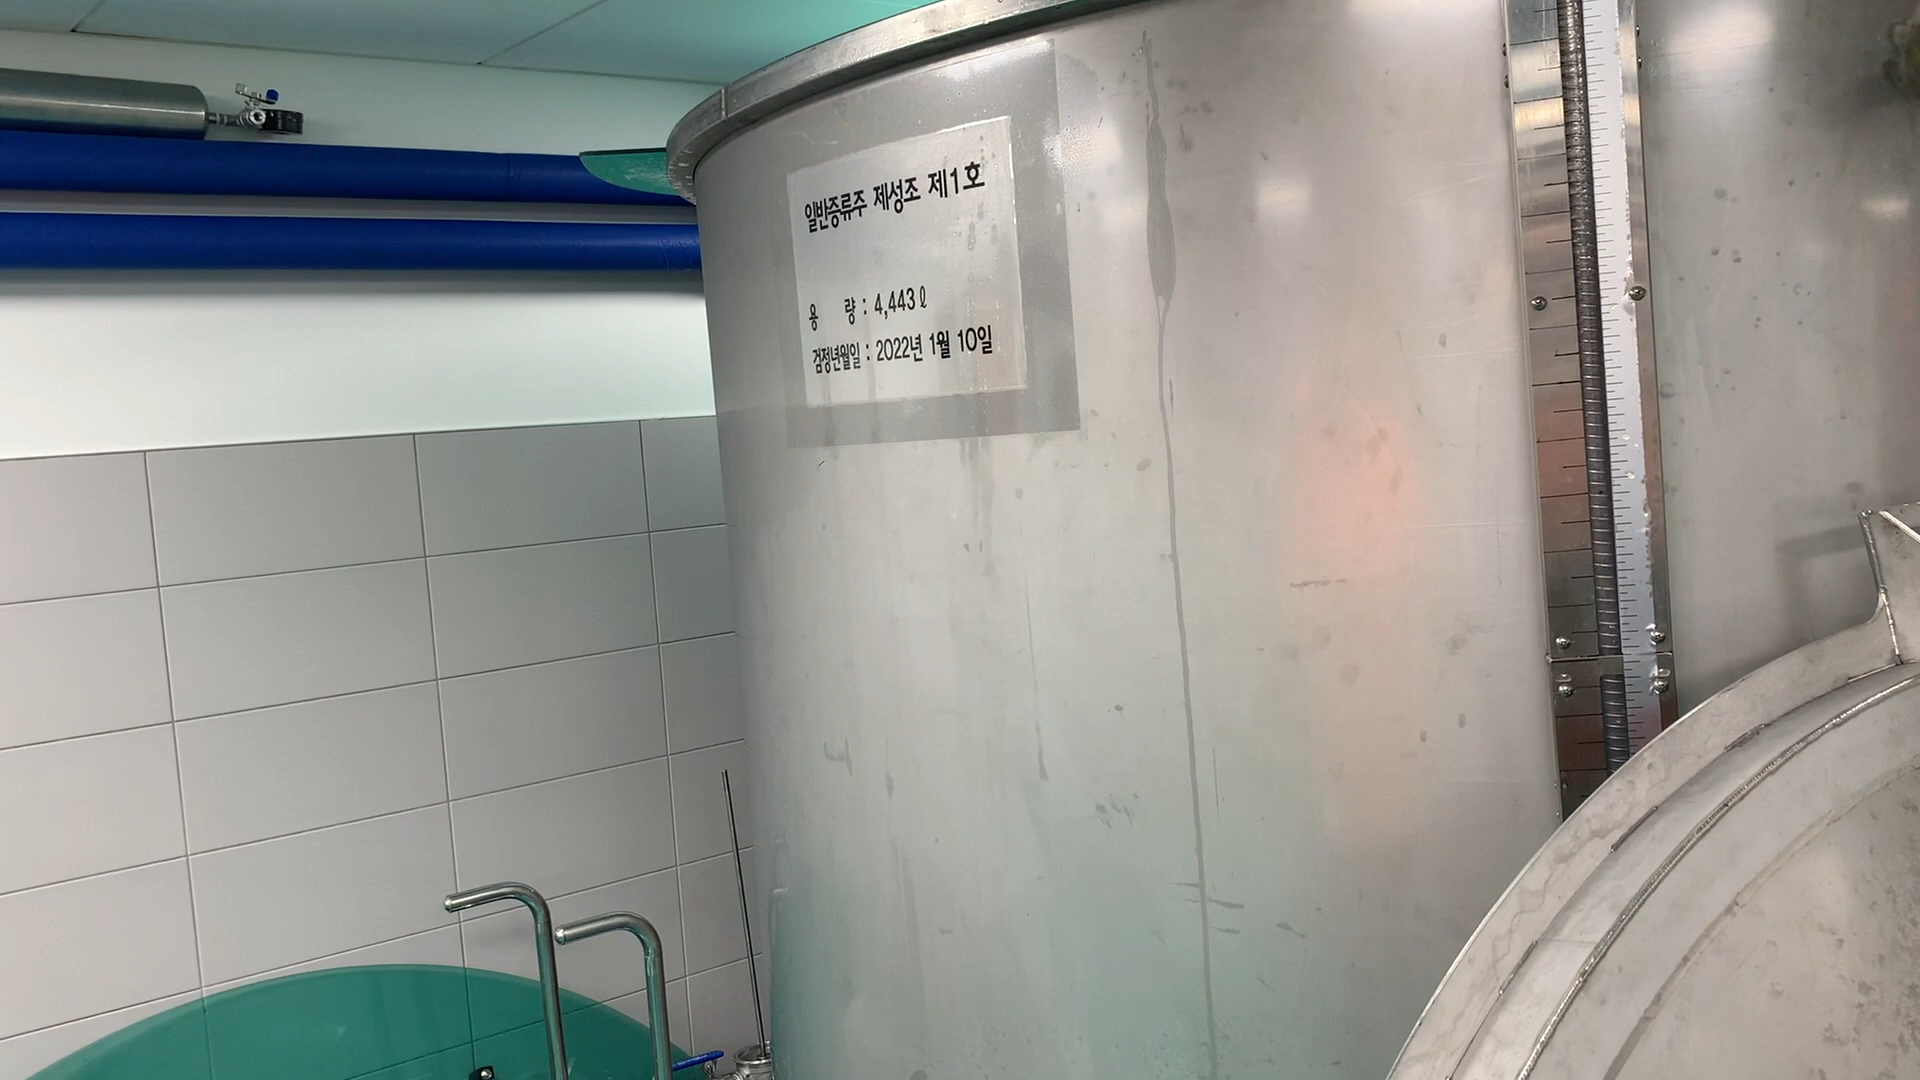 일반증류주 제성조 제1호
용 량 : 4,443ℓ
검정년월일 : 2022년 1월 10일